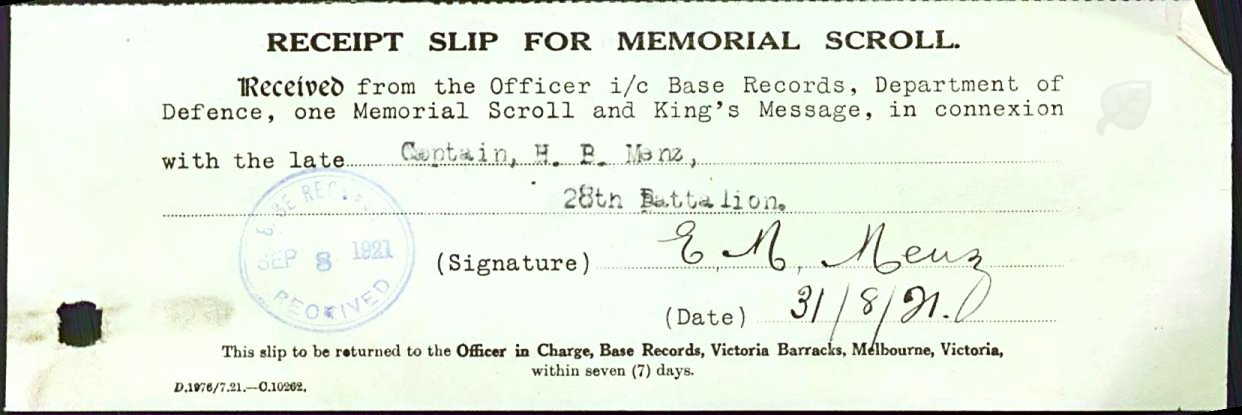 RECEIPT SLIP FOR MEMORIAL SCROLL.
Received from the Officer i/c Base Records, Department of
Defence, one Memorial Scroll and King's Message, in connexion
with the late Captain, H. B. Menz,
28th Battalion.
BASE RECORDS
SEP 8 1921
RECEIVED
(Signature) E M. Menz
(Date) 31/8/21.
This slip to be returned to the Officer in Charge, Base Records, Victoria Barracks, Melbourne, Victoria,
within seven (7) days.
D.1976/7.21.—C.10262.